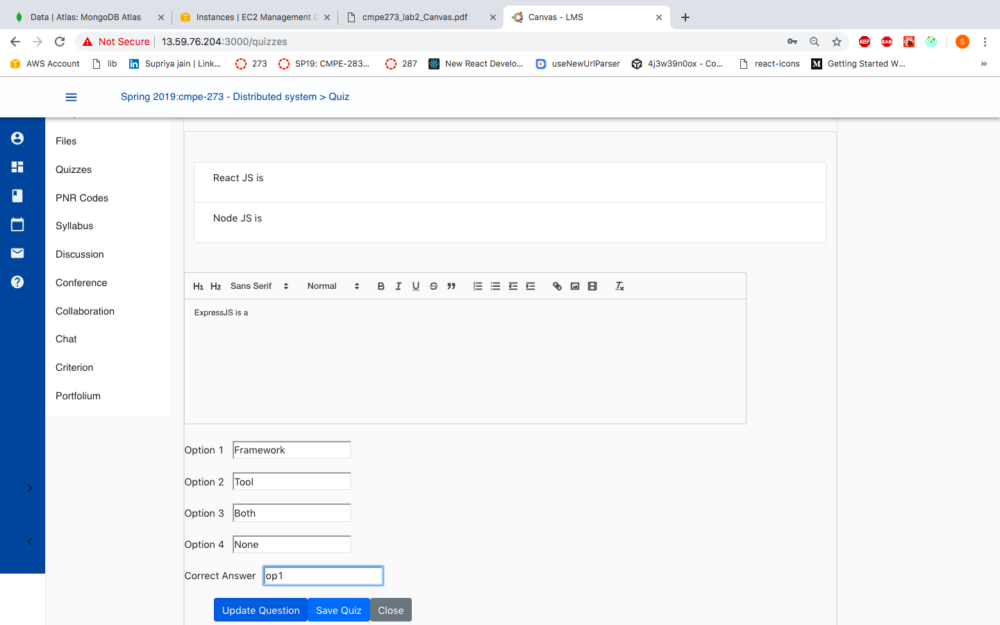 Data | Atlas: MongoDB Atlas
Instances | EC2 Management C
cmpe273_lab2_Canvas.pdf
Canvas - LMS
Not Secure
13.59.76.204:3000/quizzes
ABP
EAB
S
AWS Account
lib
Supriya jain | Link...
273
SP19: CMPE-283...
287
New React Develo...
useNewUrlParser
4j3w39n0ox - Co...
react-icons
Getting Started W...
»
Spring 2019:cmpe-273 - Distributed system > Quiz
Files
Quizzes
PNR Codes
Syllabus
Discussion
Conference
Collaboration
Chat
Criterion
Portfolium
React JS is
Node JS is
H1 H2 Sans Serif Normal B I U S
ExpressJS is a
Option 1 Framework
Option 2 Tool
Option 3 Both
Option 4 None
Correct Answer op1
Update Question Save Quiz Close